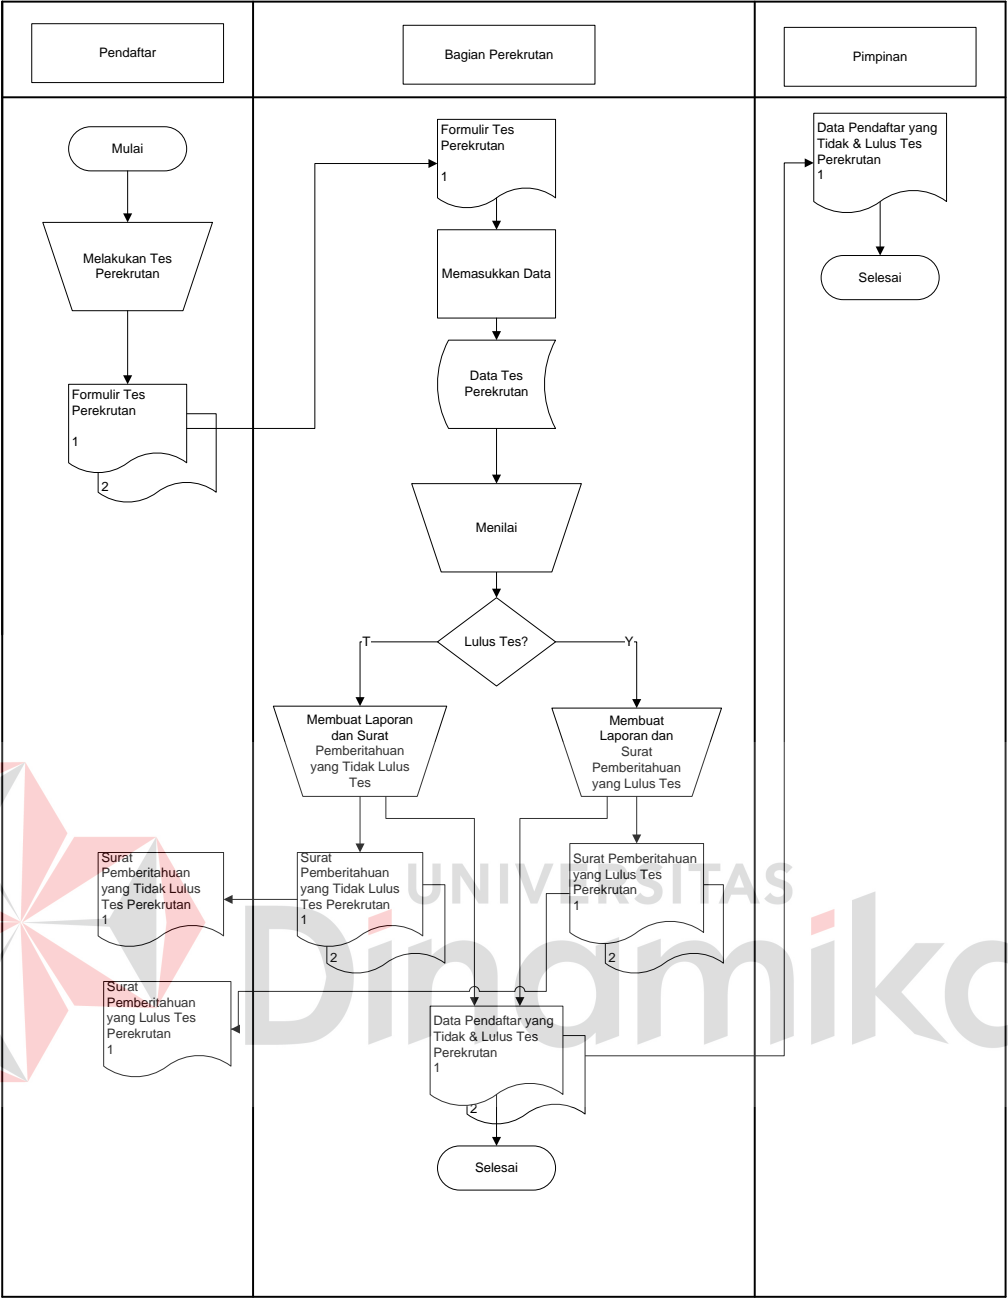 Pendaftar
Bagian Perekrutan
Pimpinan
Mulai
Melakukan Tes
Perekrutan
Formulir Tes
Perekrutan
1
2
Formulir Tes
Perekrutan
1
Memasukkan Data
Data Tes
Perekrutan
Menilai
Lulus Tes?
T
Y
Membuat Laporan
dan Surat
Pemberitahuan
yang Tidak Lulus
Tes
Membuat
Laporan dan
Surat
Pemberitahuan
yang Lulus Tes
Surat
Pemberitahuan
yang Tidak Lulus
Tes Perekrutan
1
Surat
Pemberitahuan
yang Tidak Lulus
Tes Perekrutan
1
2
Surat Pemberitahuan
yang Lulus Tes
Perekrutan
1
2
Surat
Pemberitahuan
yang Lulus Tes
Perekrutan
1
Data Pendaftar yang
Tidak & Lulus Tes
Perekrutan
1
2
Selesai
Data Pendaftar yang
Tidak & Lulus Tes
Perekrutan
1
Selesai
UNIVERSITAS
Dinamika